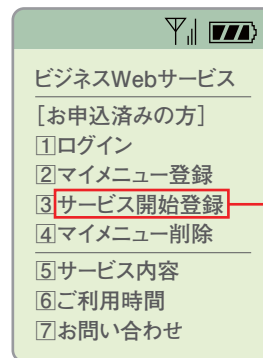 ビジネスWebサービス
[お申込済みの方]
1ログイン
2マイメニュー登録
3サービス開始登録
4マイメニュー削除
5サービス内容
6ご利用時間
7お問い合わせ